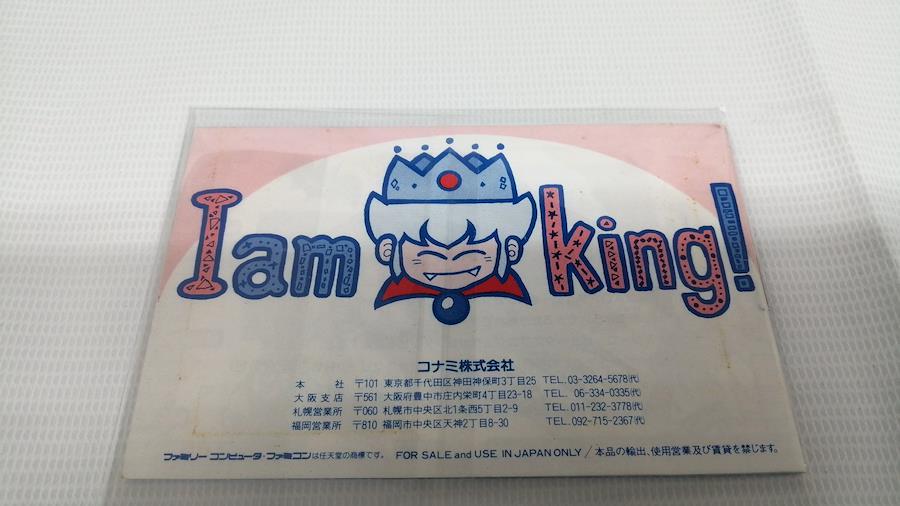 I am king!
コナミ株式会社
本 社 〒101 東京都千代田区神田神保町3丁目25 TEL.03-3264-5678(代)
大阪支店 〒561 大阪府豊中市庄内栄町4丁目23-18 TEL. 06-334-0335(代)
札幌営業所 〒060 札幌市中央区北1条西5丁目2-9 TEL.011-232-3778(代)
福岡営業所 〒810 福岡市中央区天神2丁目8-30 TEL.092-715-2367(代)
ファミリーコンピュータ・ファミコンは任天堂の商標です。 FOR SALE and USE IN JAPAN ONLY / 本品の輸出、使用営業及び賃貸を禁じます。